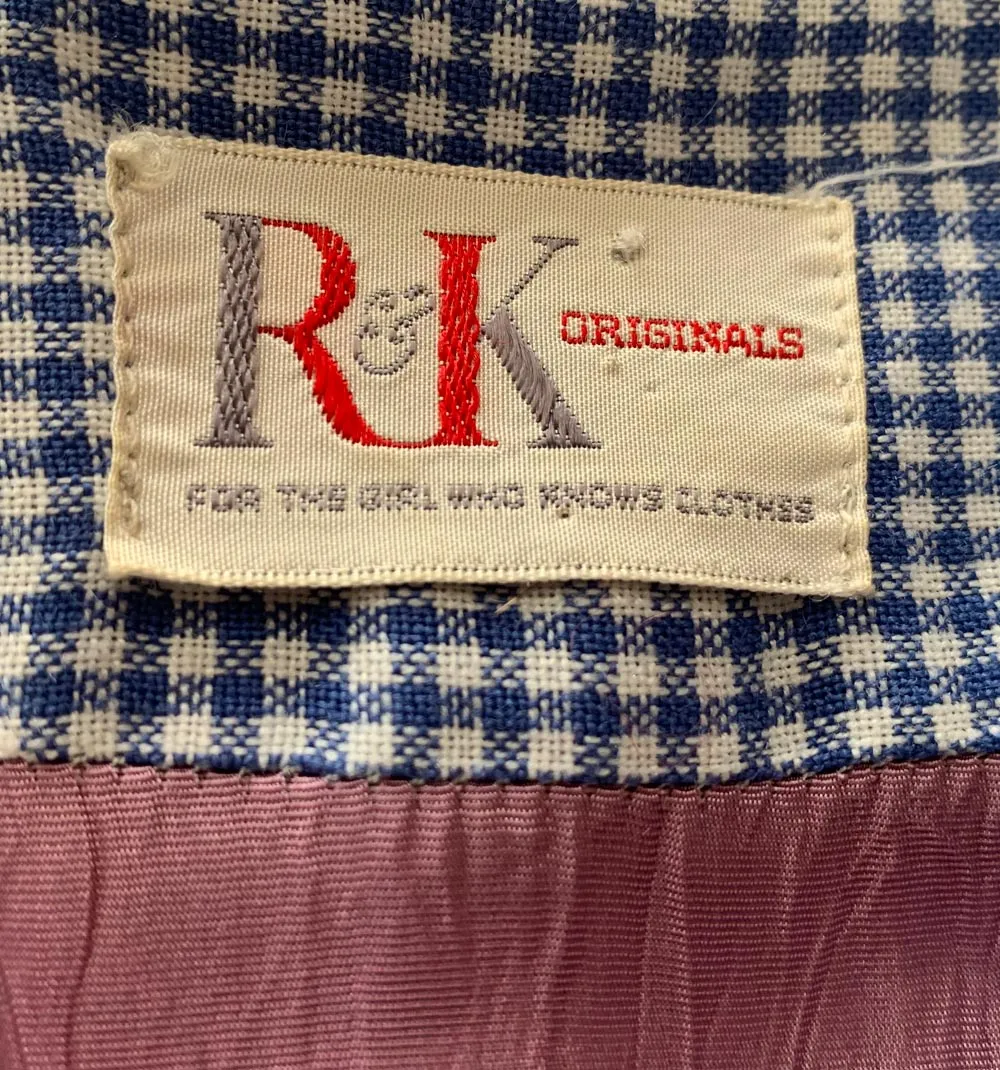 R&K ORIGINALS
FOR THE GIRL WHO KNOWS CLOTHES